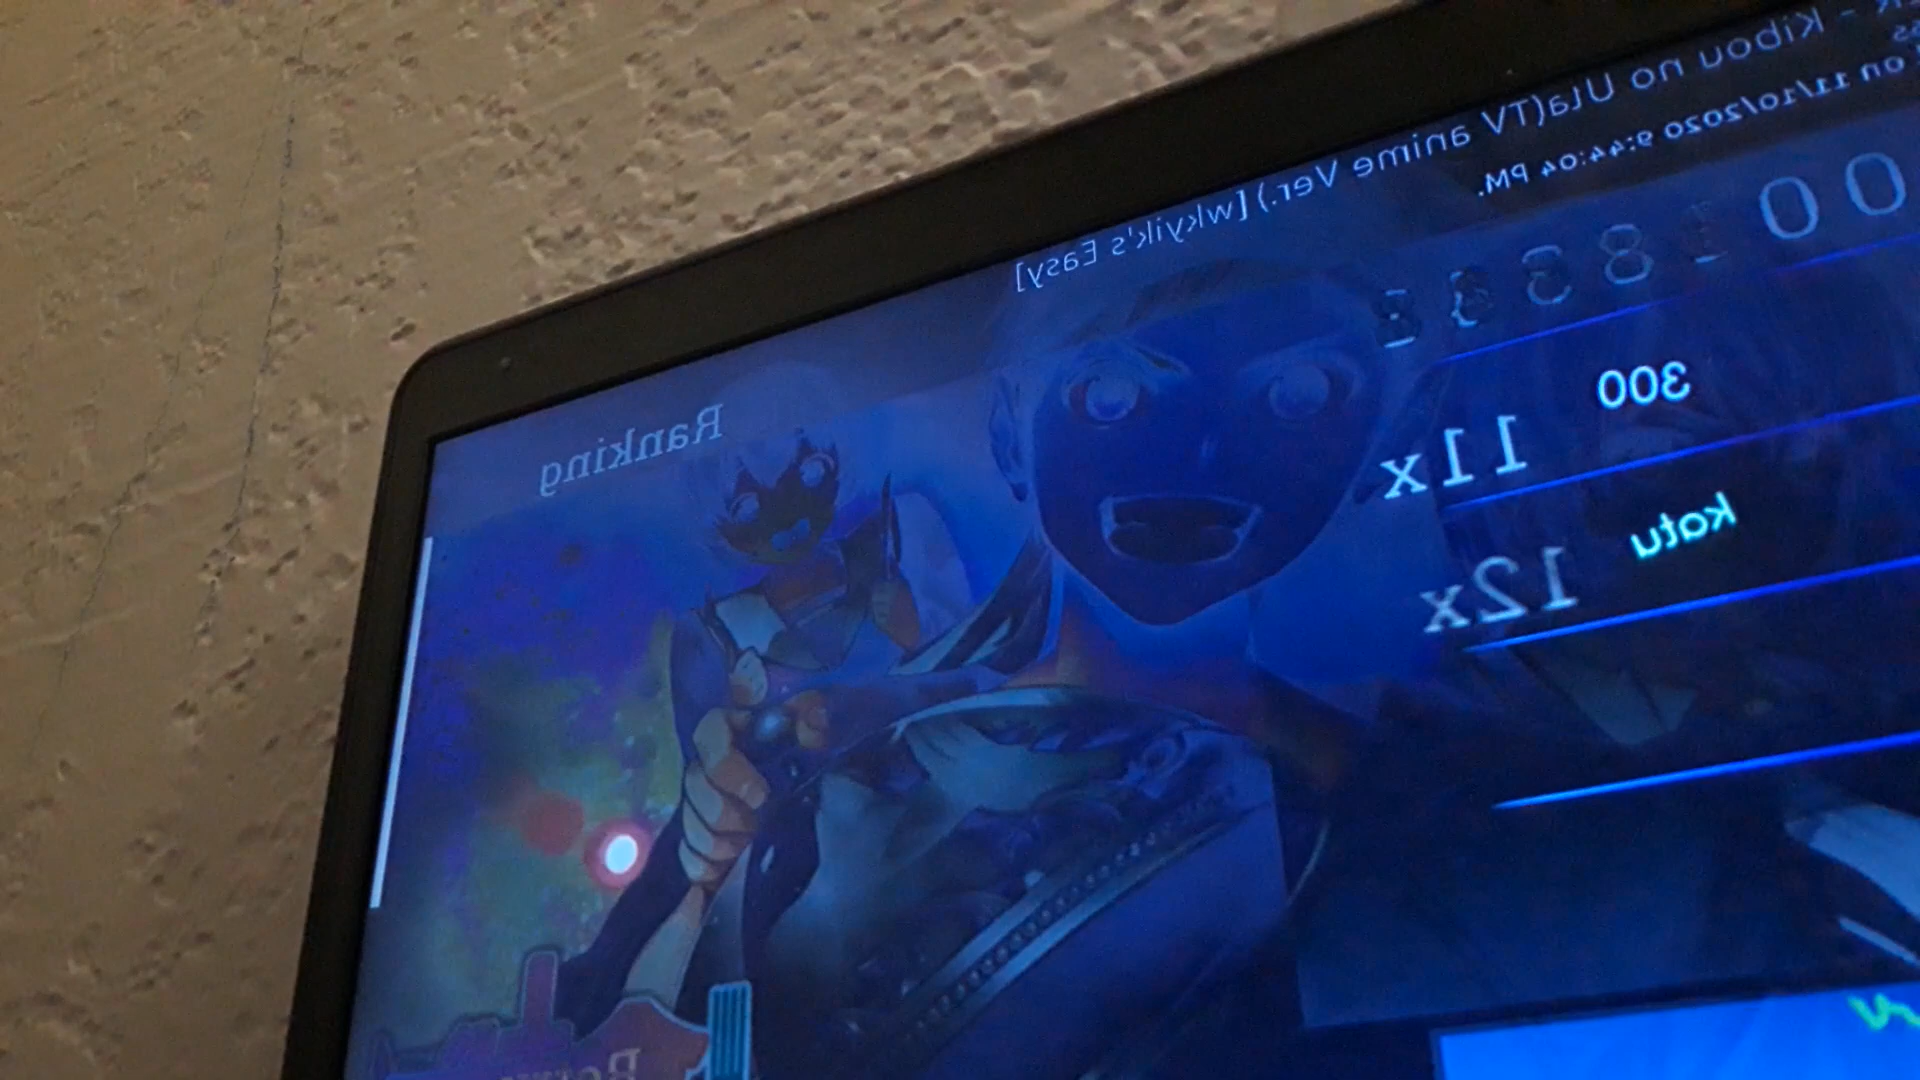 - Kibou no Uta(TV anime Ver.) [wkyik's Easy]
on 11/10/2020 9:44:04 PM.
Ranking
300
11x
katu
12x